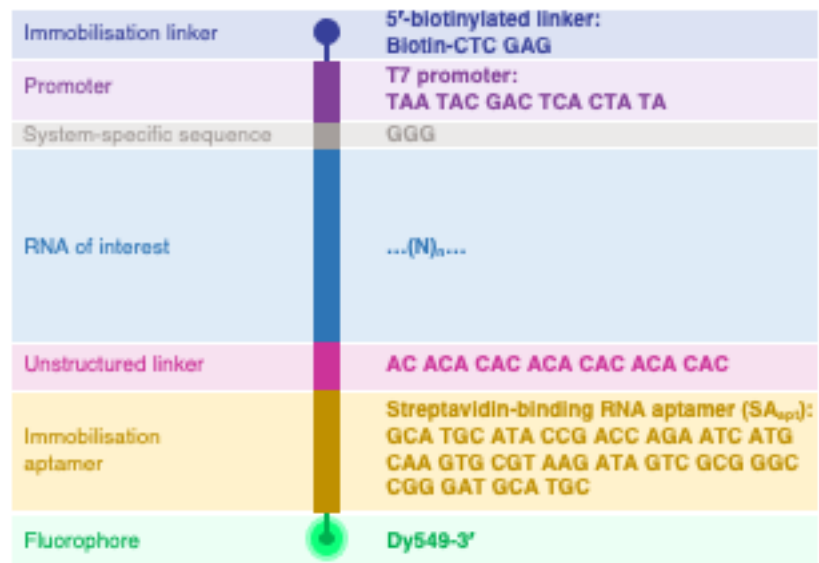 Immobilisation linker
5′-biotinylated linker:
Biotin-CTC GAG
Promoter
T7 promoter:
TAA TAC GAC TCA CTA TA
System-specific sequence
GGG
RNA of interest
...(N)ₙ...
Unstructured linker
AC ACA CAC ACA CAC ACA CAC
Immobilisation
aptamer
Streptavidin-binding RNA aptamer (SAₐₚₜ):
GCA TGC ATA CCG ACC AGA ATC ATG
CAA GTG CGT AAG ATA GTC GCG GGC
CGG GAT GCA TGC
Fluorophore
Dy549-3′